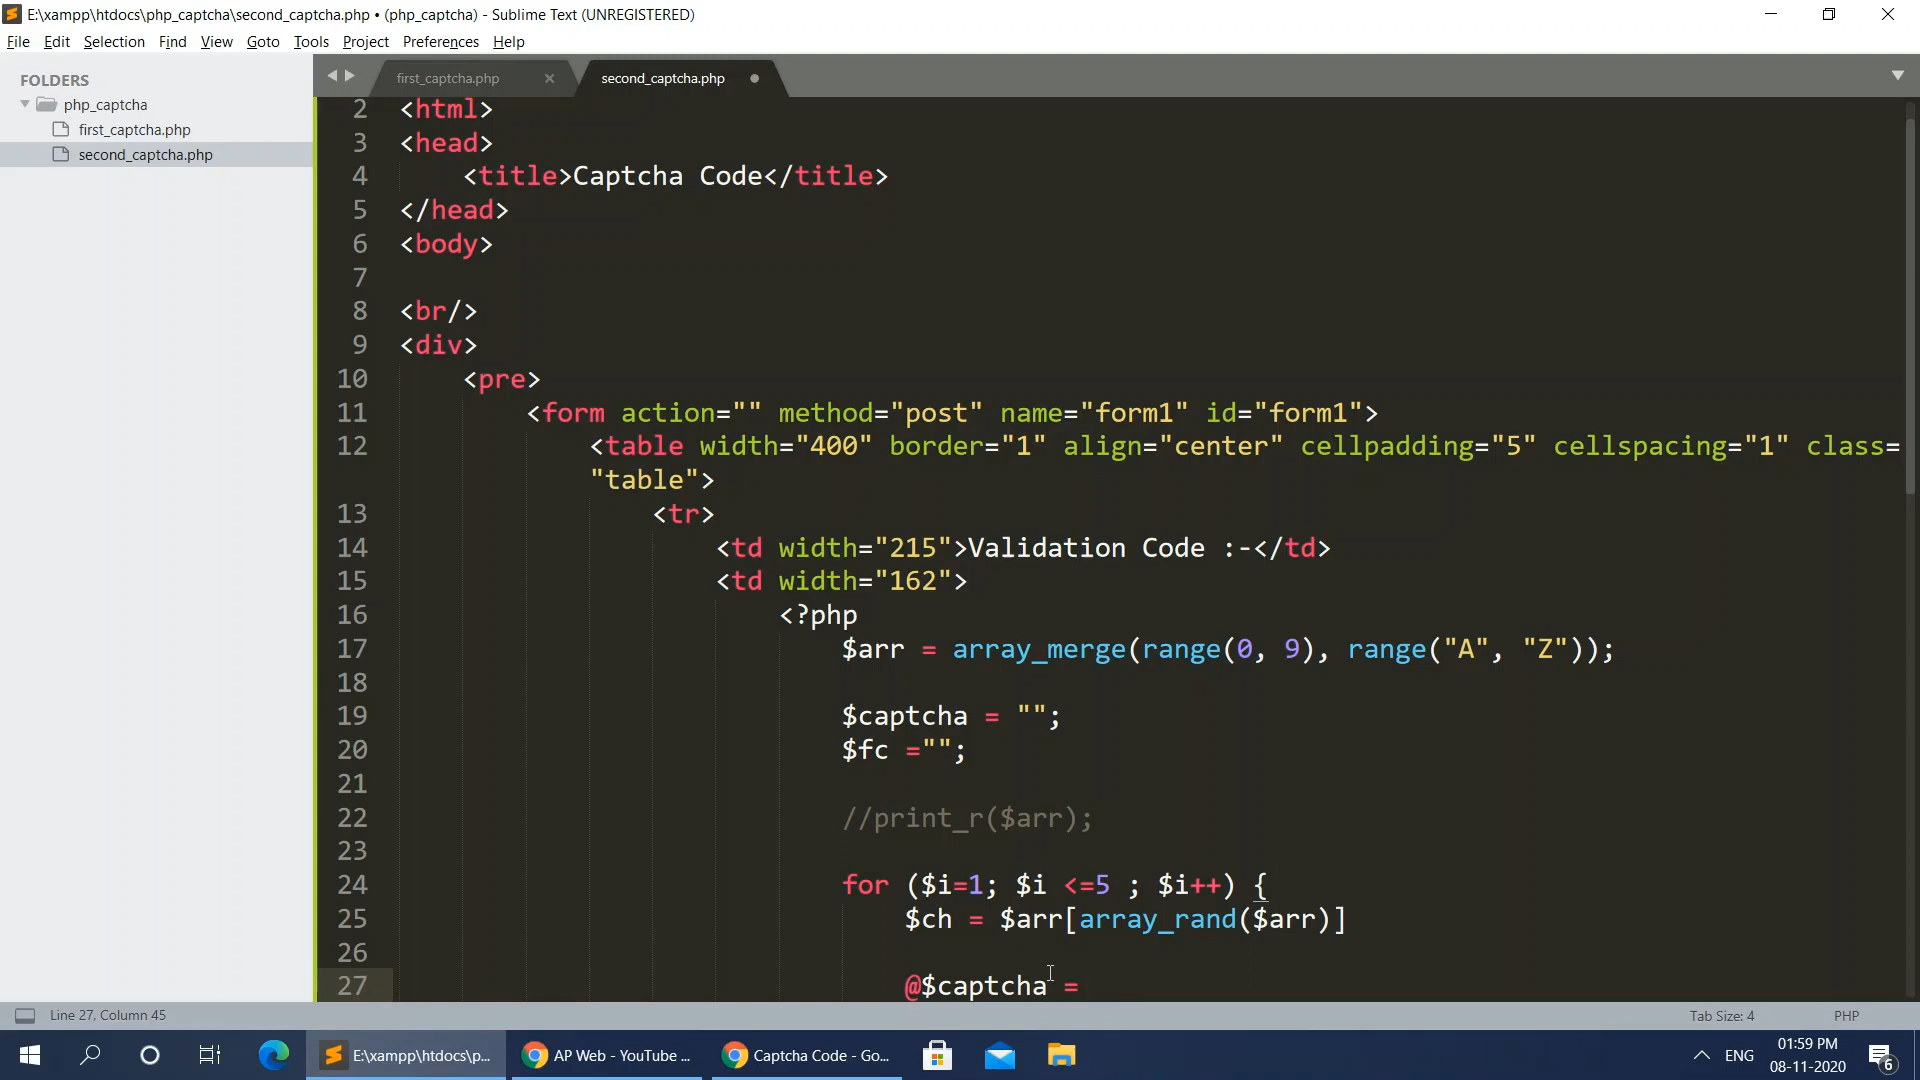 E:\xampp\htdocs\php_captcha\second_captcha.php • (php_captcha) - Sublime Text (UNREGISTERED)
File Edit Selection Find View Goto Tools Project Preferences Help
FOLDERS
php_captcha
first_captcha.php
second_captcha.php
first_captcha.php × second_captcha.php
2 <html>
3 <head>
4 <title>Captcha Code</title>
5 </head>
6 <body>
7
8 <br/>
9 <div>
10 <pre>
11 <form action="" method="post" name="form1" id="form1">
12 <table width="400" border="1" align="center" cellpadding="5" cellspacing="1" class=
"table">
13 <tr>
14 <td width="215">Validation Code :-</td>
15 <td width="162">
16 <?php
17 $arr = array_merge(range(0, 9), range("A", "Z"));
18
19 $captcha = "";
20 $fc ="";
21
22 //print_r($arr);
23
24 for ($i=1; $i <=5 ; $i++) {
25 $ch = $arr[array_rand($arr)]
26
27 @$captcha =
Line 27, Column 45 Tab Size: 4 PHP
E:\xampp\htdocs\p... AP Web - YouTube ... Captcha Code - Go... ENG 01:59 PM
08-11-2020 6